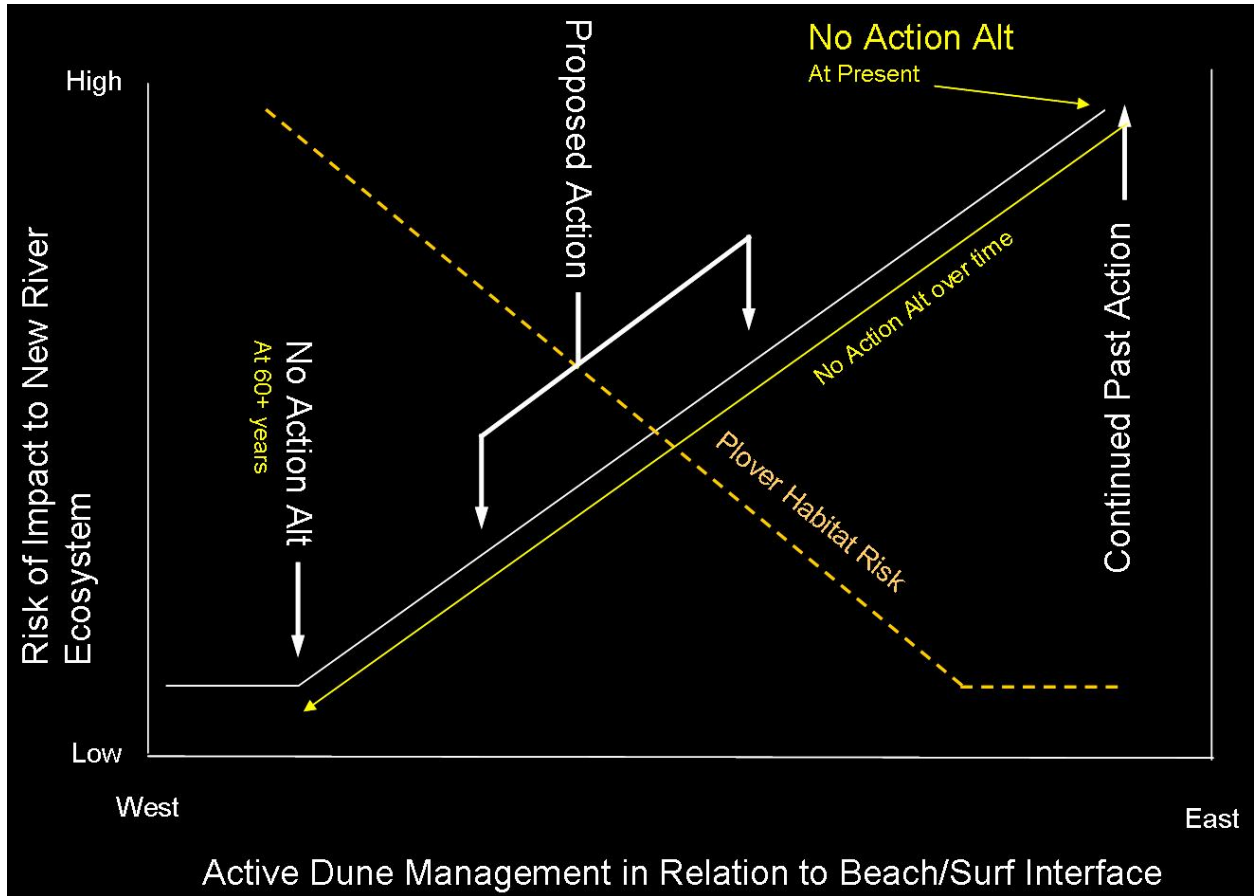 No Action Alt
At Present
High
Proposed Action
Risk of Impact to New River
Ecosystem
No Action Alt
At 60+ years
No Action Alt over time
Plover Habitat Risk
Continued Past Action
Low
West
East
Active Dune Management in Relation to Beach/Surf Interface